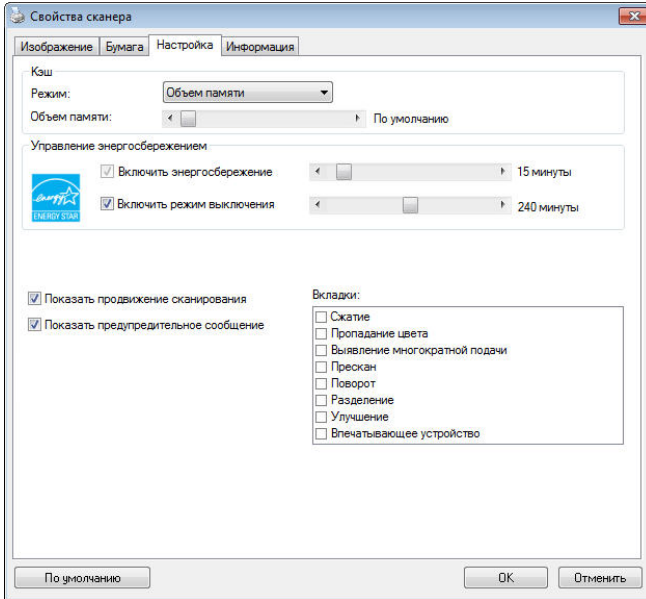 Свойства сканера
Изображение Бумага Настройка Информация
Кэш
Режим: Объем памяти
Объем памяти: По умолчанию
Управление энергосбережением
Включить энергосбережение 15 минуты
energy
ENERGY STAR
Включить режим выключения 240 минуты
Показать продвижение сканирования
Показать предупредительное сообщение
Вкладки:
Сжатие
Пропадание цвета
Выявление многократной подачи
Прескан
Поворот
Разделение
Улучшение
Впечатывающее устройство
По умолчанию OK Отменить